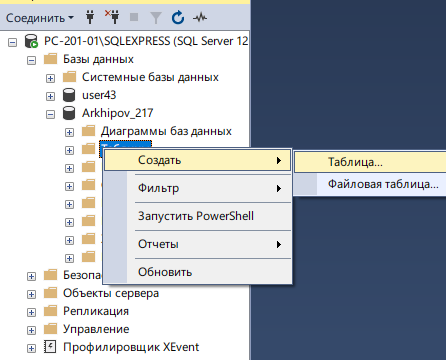 Соединить
PC-201-01\SQLEXPRESS (SQL Server 12
Базы данных
Системные базы данных
user43
Arkhipov_217
Диаграммы баз данных
Создать
Таблица...
Файловая таблица...
Фильтр
Запустить PowerShell
Отчеты
Обновить
Объекты сервера
Репликация
Управление
Профилировщик XEvent